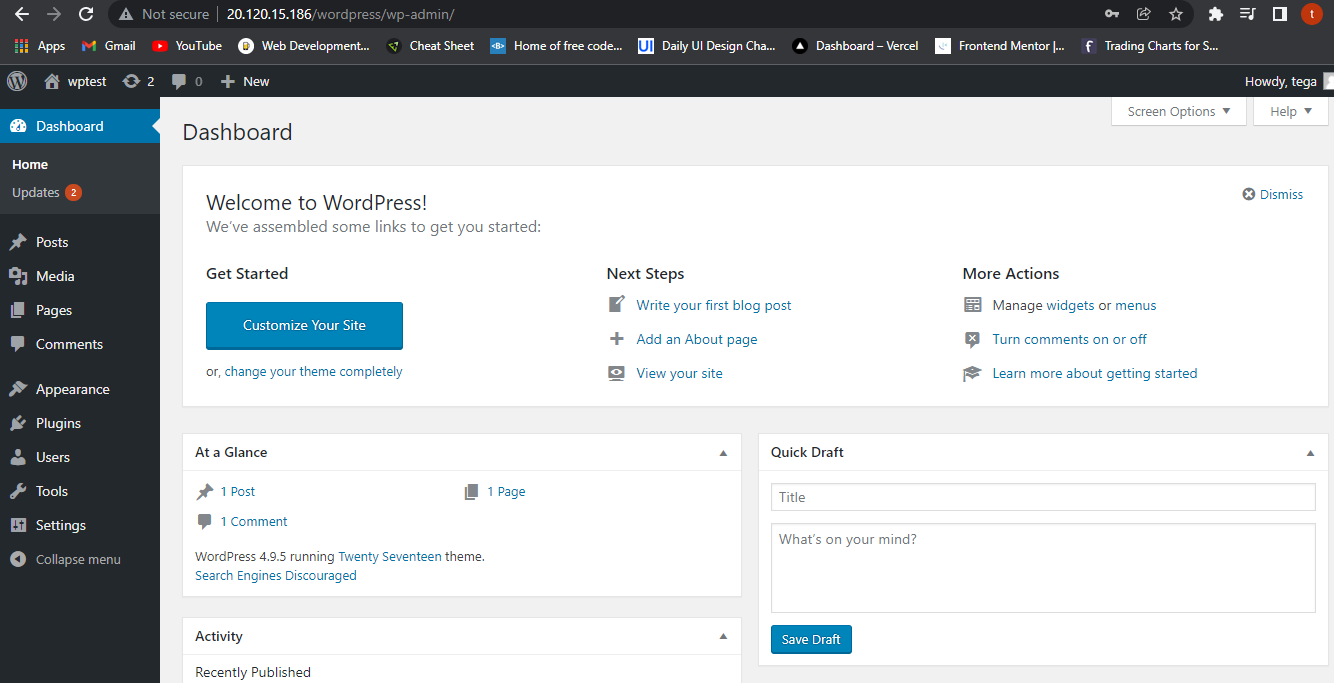 Not secure | 20.120.15.186/wordpress/wp-admin/
t
Apps Gmail YouTube Web Development... Cheat Sheet Home of free code... Daily UI Design Cha... Dashboard – Vercel Frontend Mentor |... Trading Charts for S...
wptest 2 0 New Howdy, tega
Dashboard
Home
Updates 2
Posts
Media
Pages
Comments
Appearance
Plugins
Users
Tools
Settings
Collapse menu
Screen Options Help
Dashboard
Welcome to WordPress!
Dismiss
We've assembled some links to get you started:
Get Started
Customize Your Site
or, change your theme completely
Next Steps
Write your first blog post
Add an About page
View your site
More Actions
Manage widgets or menus
Turn comments on or off
Learn more about getting started
At a Glance
1 Post 1 Page
1 Comment
WordPress 4.9.5 running Twenty Seventeen theme.
Search Engines Discouraged
Activity
Recently Published
Quick Draft
Title
What's on your mind?
Save Draft